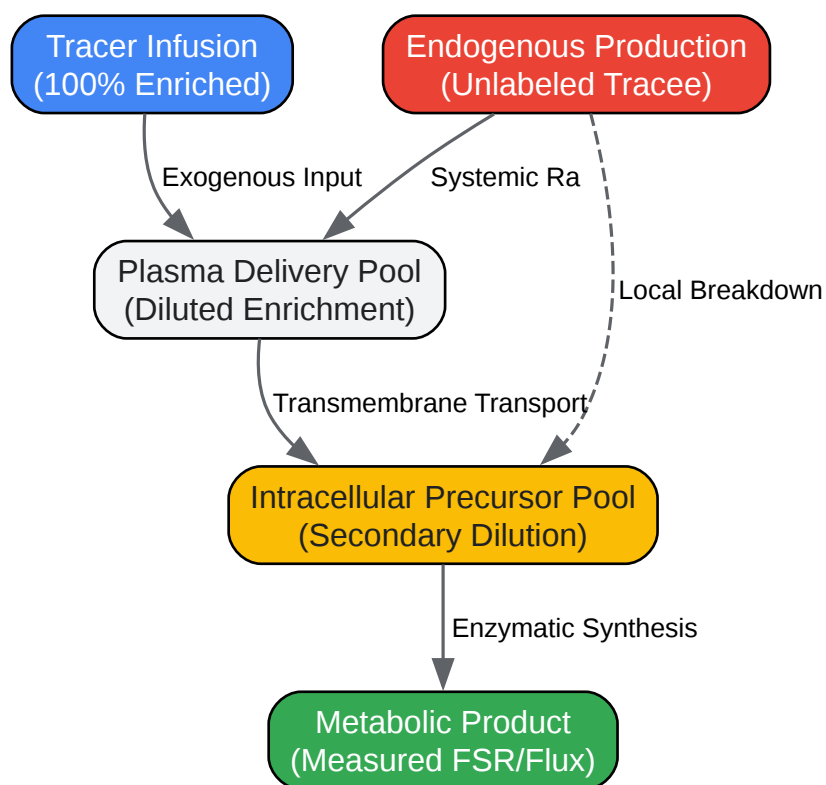 Tracer Infusion
(100% Enriched)
Endogenous Production
(Unlabeled Tracee)
Exogenous Input
Systemic Ra
Plasma Delivery Pool
(Diluted Enrichment)
Local Breakdown
Transmembrane Transport
Intracellular Precursor Pool
(Secondary Dilution)
Enzymatic Synthesis
Metabolic Product
(Measured FSR/Flux)